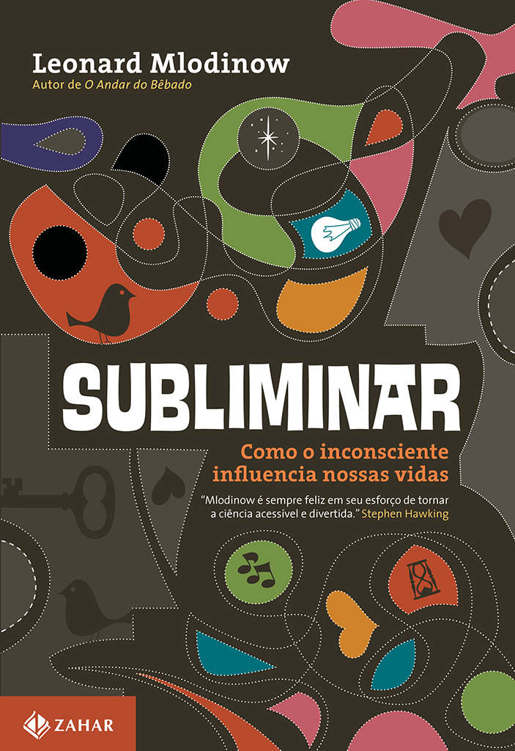 Leonard Mlodinow
Autor de O Andar do Bêbado
SUBLIMINAR
Como o inconsciente
influencia nossas vidas
“Mlodinow é sempre feliz em seu esforço de tornar
a ciência acessível e divertida.” Stephen Hawking
ZAHAR